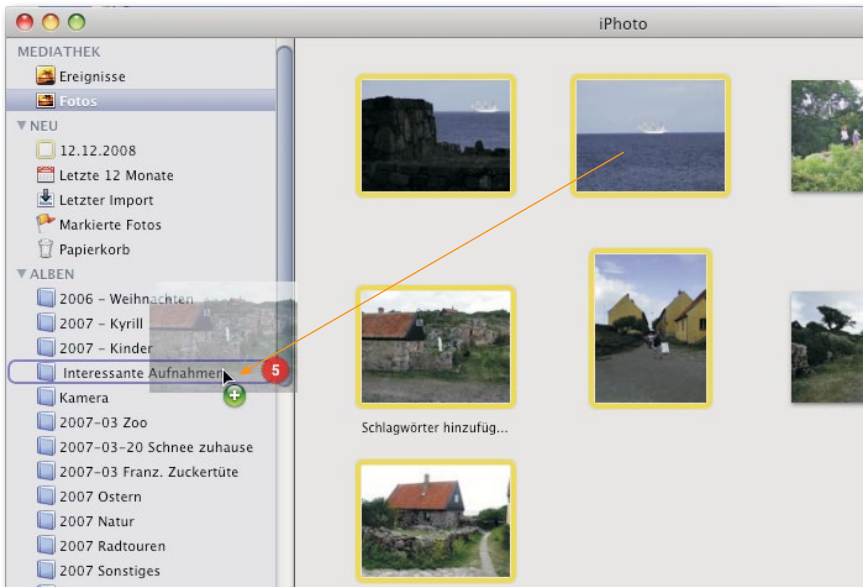 iPhoto
MEDIATHEK
Ereignisse
Fotos
NEU
12.12.2008
Letzte 12 Monate
Letzter Import
Markierte Fotos
Papierkorb
ALBEN
2006 – Weihnachten
2007 – Kyrill
2007 – Kinder
Interessante Aufnahmen
5
Kamera
2007-03 Zoo
2007-03-20 Schnee zuhause
2007-03 Franz. Zuckertüte
2007 Ostern
2007 Natur
2007 Radtouren
2007 Sonstiges
Schlagwörter hinzufüg...